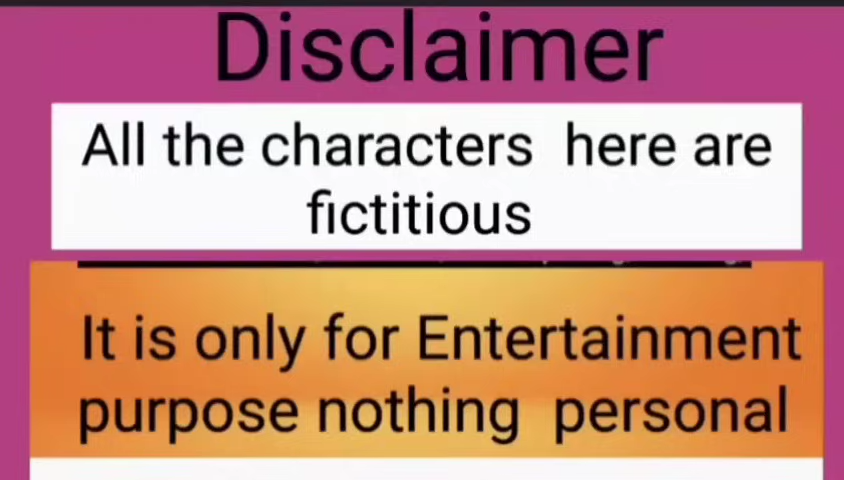 Disclaimer
All the characters here are
fictitious
It is only for Entertainment
purpose nothing personal